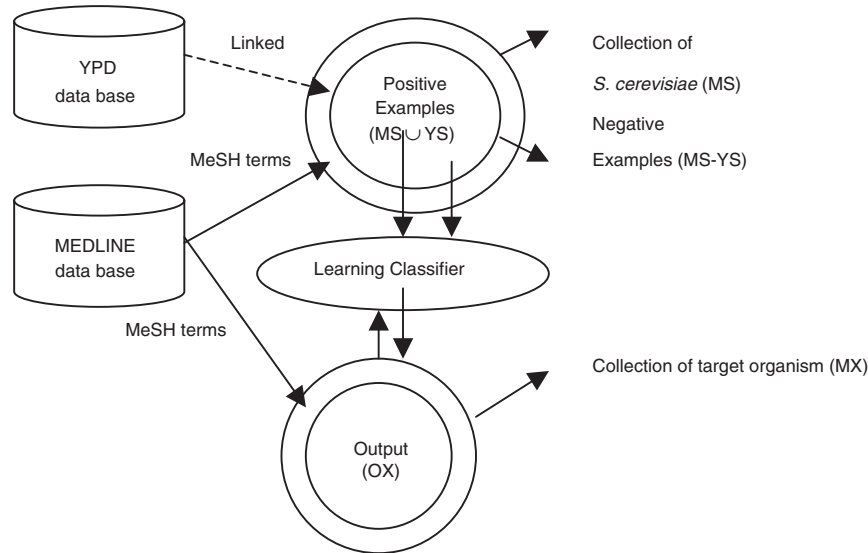 YPD
data base
Linked
Positive
Examples
(MS∪YS)
Collection of
S. cerevisiae (MS)
Negative
Examples (MS-YS)
MeSH terms
MEDLINE
data base
Learning Classifier
MeSH terms
Collection of target organism (MX)
Output
(OX)